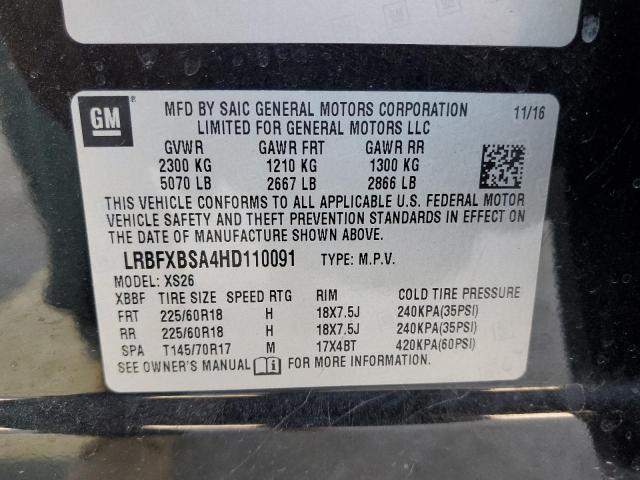 GM
MFD BY SAIC GENERAL MOTORS CORPORATION 11/16
LIMITED FOR GENERAL MOTORS LLC
GVWR GAWR FRT GAWR RR
2300 KG 1210 KG 1300 KG
5070 LB 2667 LB 2866 LB
THIS VEHICLE CONFORMS TO ALL APPLICABLE U.S. FEDERAL MOTOR
VEHICLE SAFETY AND THEFT PREVENTION STANDARDS IN EFFECT ON
THE DATE OF MANUFACTURE SHOWN ABOVE.
LRBFXBSA4HD110091 TYPE: M.P.V.
MODEL: XS26
XBBF TIRE SIZE SPEED RTG RIM COLD TIRE PRESSURE
FRT 225/60R18 H 18X7.5J 240KPA(35PSI)
RR 225/60R18 H 18X7.5J 240KPA(35PSI)
SPA T145/70R17 M 17X4BT 420KPA(60PSI)
SEE OWNER'S MANUAL FOR MORE INFORMATION.